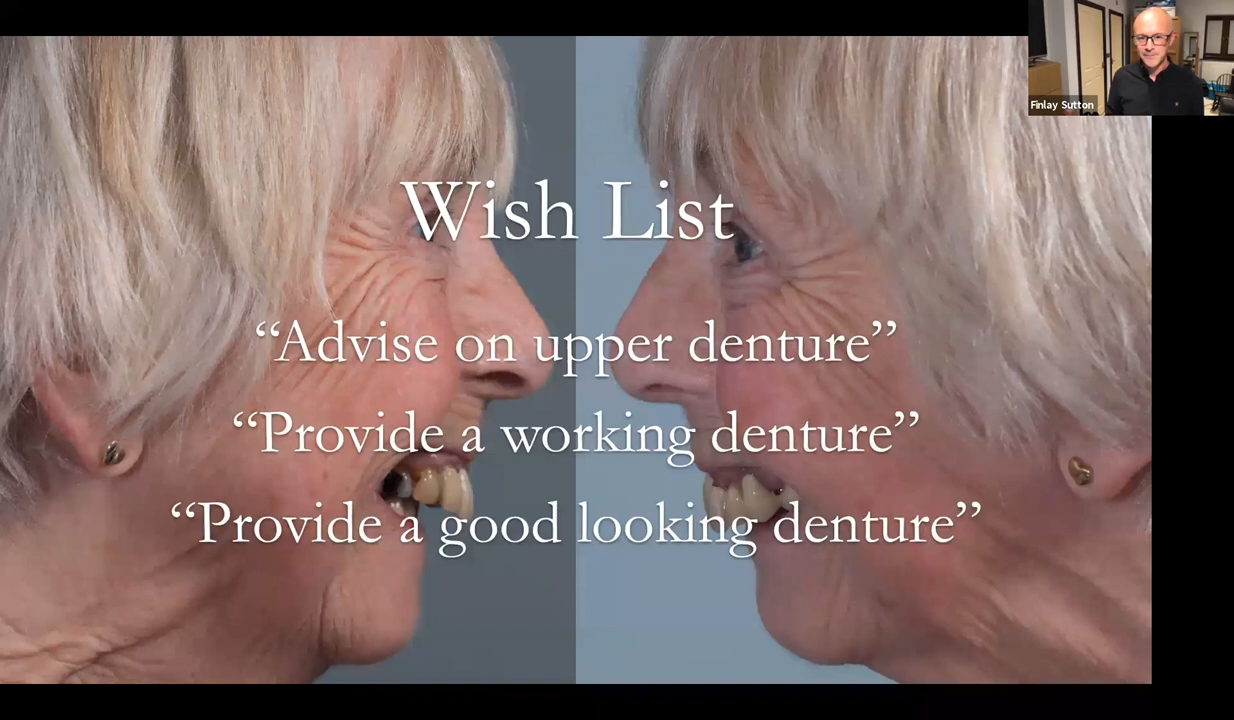 Finlay Sutton
Wish List
“Advise on upper denture”
“Provide a working denture”
“Provide a good looking denture”